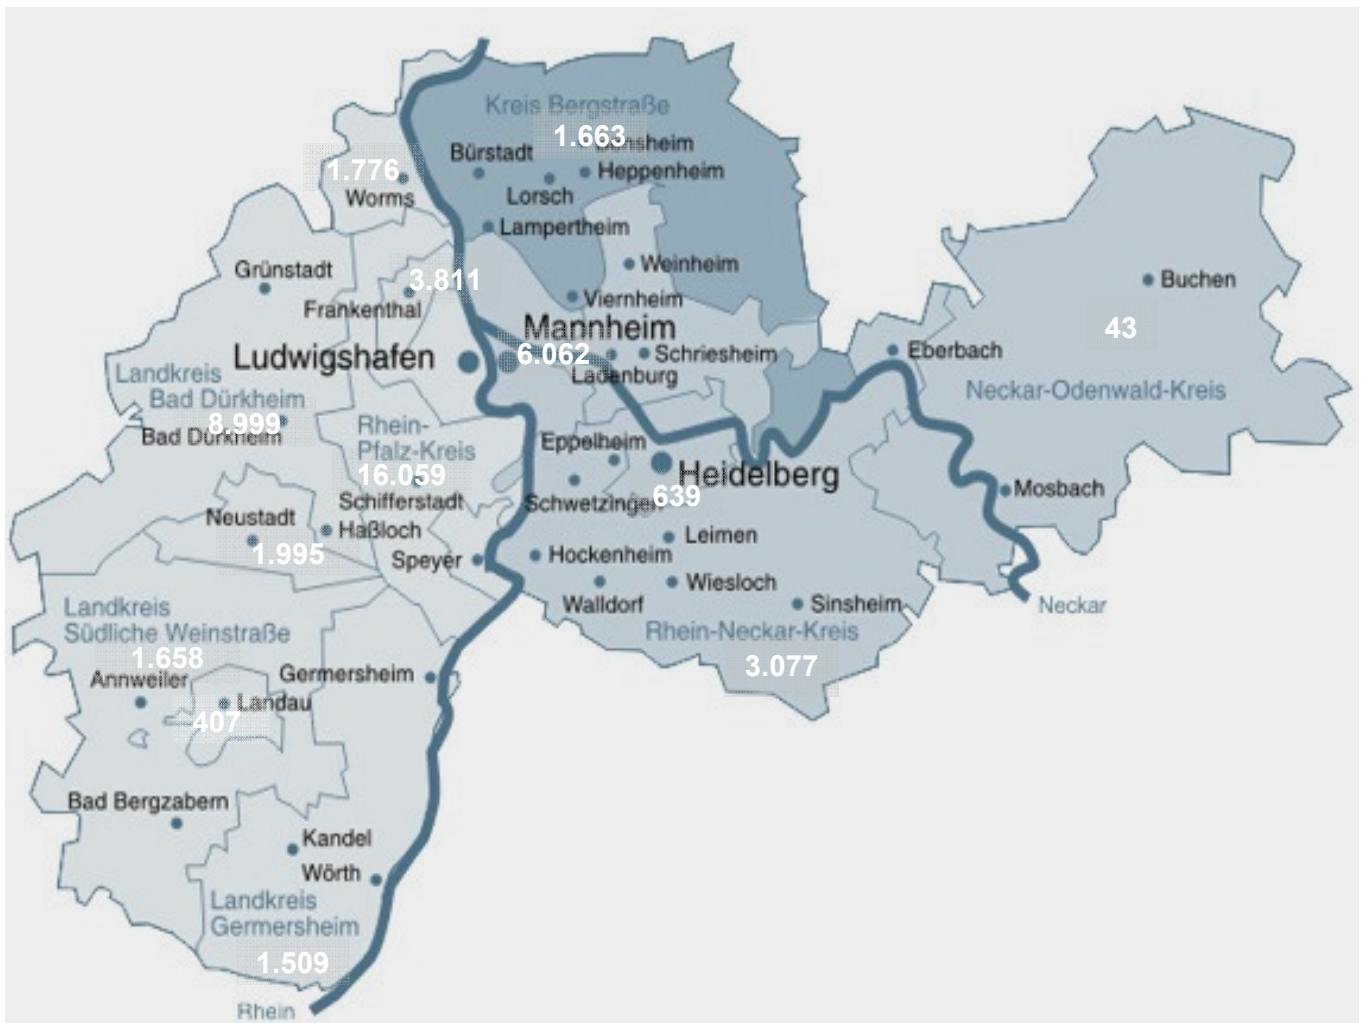 Kreis Bergstraße
1.663
Bensheim
Bürstadt
Heppenheim
Lorsch
1.776
Worms
Lampertheim
Grünstadt
3.811
Frankenthal
Weinheim
Viernheim
Buchen
43
Mannheim
Ludwigshafen
6.062
Schriesheim
Ladenburg
Eberbach
Neckar-Odenwald-Kreis
Landkreis
Bad Dürkheim
8.999
Bad Dürkheim
Rhein-
Pfalz-Kreis
16.059
Schifferstadt
Eppelheim
Heidelberg
639
Schwetzingen
Mosbach
Neustadt
Haßloch
1.995
Speyer
Leimen
Hockenheim
Wiesloch
Walldorf
Sinsheim
Neckar
Rhein-Neckar-Kreis
3.077
Landkreis
Südliche Weinstraße
1.658
Annweiler
Germersheim
Landau
407
Bad Bergzabern
Kandel
Wörth
Landkreis
Germersheim
1.509
Rhein